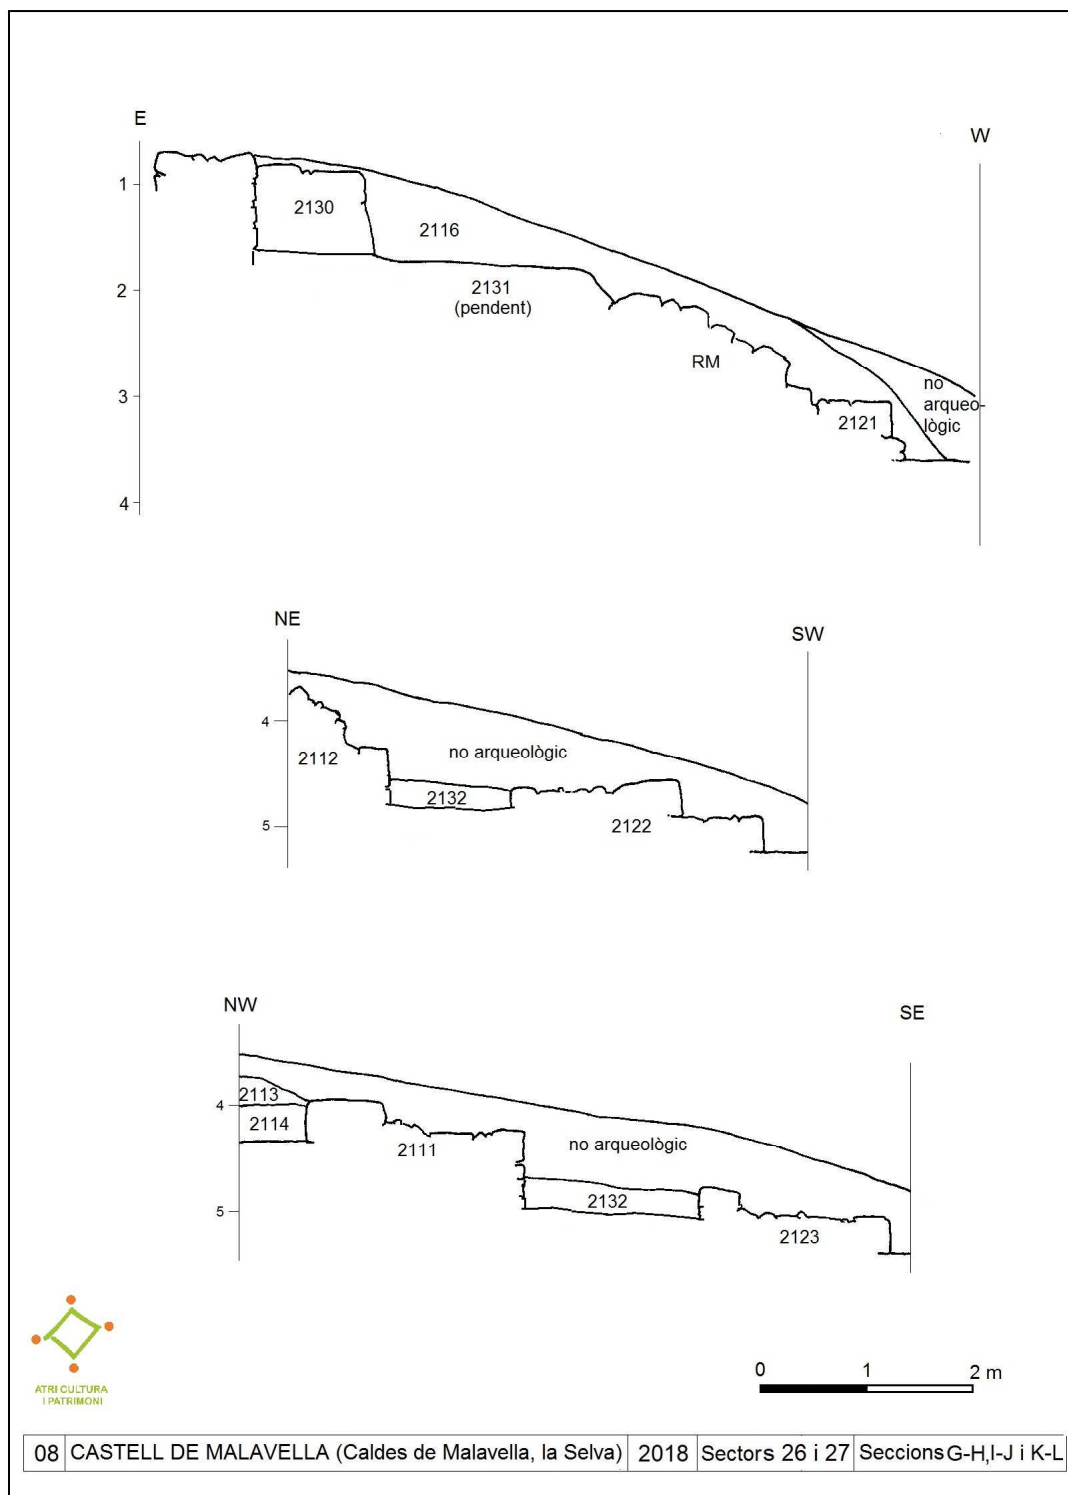 E
W
1
2130
2116
2
2131
(pendent)
RM
3
no
arqueo-
lògic
2121
4
NE
SW
4
no arqueològic
2112
2132
5
2122
NW
SE
2113
4
2114
2111
no arqueològic
2132
5
2123
ATRI CULTURA
I PATRIMONI
0 1 2 m
08 CASTELL DE MALAVELLA (Caldes de Malavella, la Selva) 2018 Sectors 26 i 27 Seccions G-H,I-J i K-L